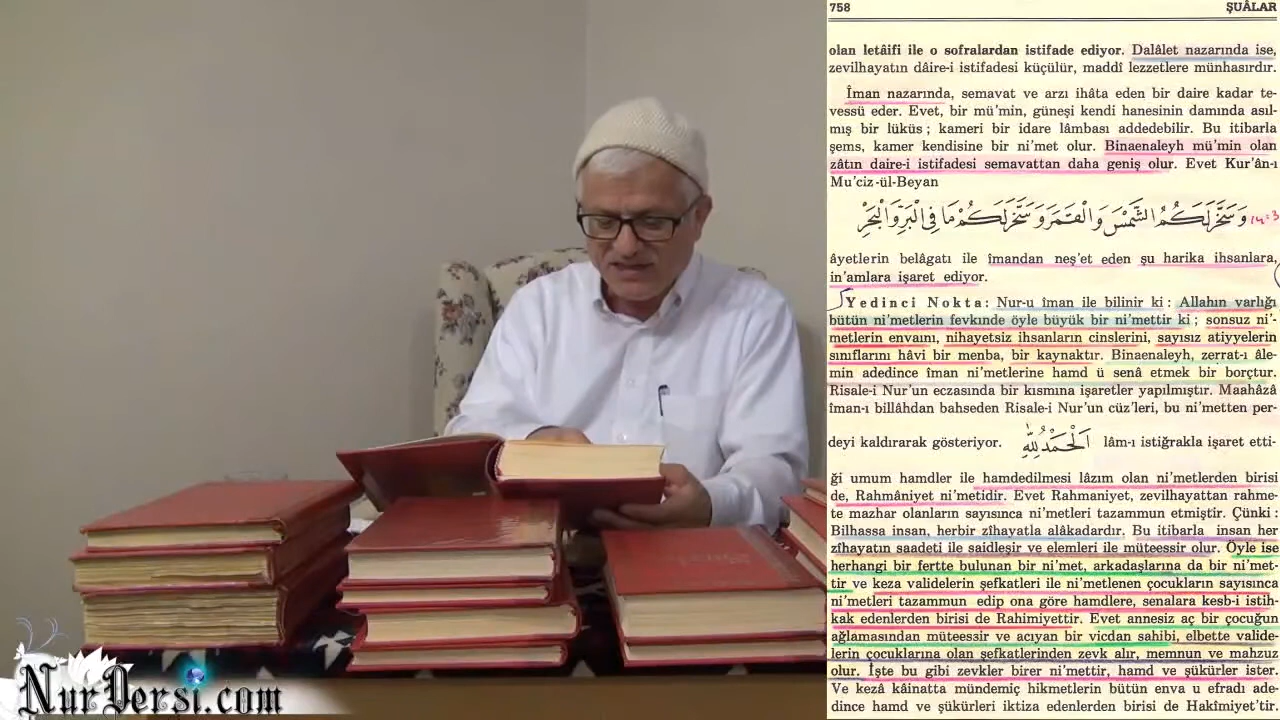 758 ŞUÂLAR
olan letâifi ile o sofralardan istifade ediyor. Dalâlet nazarında ise,
zevilhayatın dâire-i istifadesi küçülür, maddî lezzetlere münhasırdır.
Îman nazarında, semavat ve arzı ihâta eden bir daire kadar te-
vessü eder. Evet, bir mü'min, güneşi kendi hanesinin damında asıl-
mış bir lüküs; kameri bir idare lâmbası addedebilir. Bu itibarla
şems, kamer kendisine bir ni'met olur. Binaenaleyh mü'min olan
zâtın daire-i istifadesi semavattan daha geniş olur. Evet Kur'ân-ı
Mu'ciz-ül-Beyan
وَسَخَّرَ لَكُمُ الشَّمْسَ وَالْقَمَرَ وَسَخَّرَ لَكُمْ مَا فِى الْبَرِّ وَالْبَحْرِ
âyetlerin belâgatı ile îmandan neş'et eden şu harika ihsanlara,
in'amlara işaret ediyor.
Yedinci Nokta: Nur-u îman ile bilinir ki: Allahın varlığı
bütün ni'metlerin fevkınde öyle büyük bir ni'mettir ki; sonsuz ni'-
metlerin envaını, nihayetsiz ihsanların cinslerini, sayısız atiyyelerin
sınıflarını hâvi bir menba, bir kaynaktır. Binaenaleyh, zerrat-ı âle-
min adedince îman ni'metlerine hamd ü senâ etmek bir borçtur.
Risale-i Nur'un eczasında bir kısmına işaretler yapılmıştır. Maahâzâ
îman-ı billâhdan bahseden Risale-i Nur'un cüz'leri, bu ni'metten per-
deyi kaldırarak gösteriyor. اَلْحَمْدُ لِلّٰهِ lâm-ı istiğrakla işaret etti-
ği umum hamdler ile hamdedilmesi lâzım olan ni'metlerden birisi
de, Rahmâniyet ni'metidir. Evet Rahmaniyet, zevilhayattan rahme-
te mazhar olanların sayısınca ni'metleri tazammun etmiştir. Çünki:
Bilhassa insan, herbir zîhayatla alâkadardır. Bu itibarla insan her
zîhayatın saadeti ile saidleşir ve elemleri ile müteessir olur. Öyle ise
herhangi bir fertte bulunan bir ni'met, arkadaşlarına da bir ni'met-
tir ve keza validelerin şefkatleri ile ni'metlenen çocukların sayısınca
ni'metleri tazammun edip ona göre hamdlere, senalara kesb-i istih-
kak edenlerden birisi de Rahimiyettir. Evet annesiz aç bir çocuğun
ağlamasından müteessir ve acıyan bir vicdan sahibi, elbette valide-
lerin çocuklarına olan şefkatlerinden zevk alır, memnun ve mahzuz
olur. İşte bu gibi zevkler birer ni'mettir, hamd ve şükürler ister.
Ve kezâ kâinatta mündemiç hikmetlerin bütün enva u efradı ade-
dince hamd ve şükürleri iktiza edenlerden birisi de Hakîmiyet'tir.
NurDersi.com